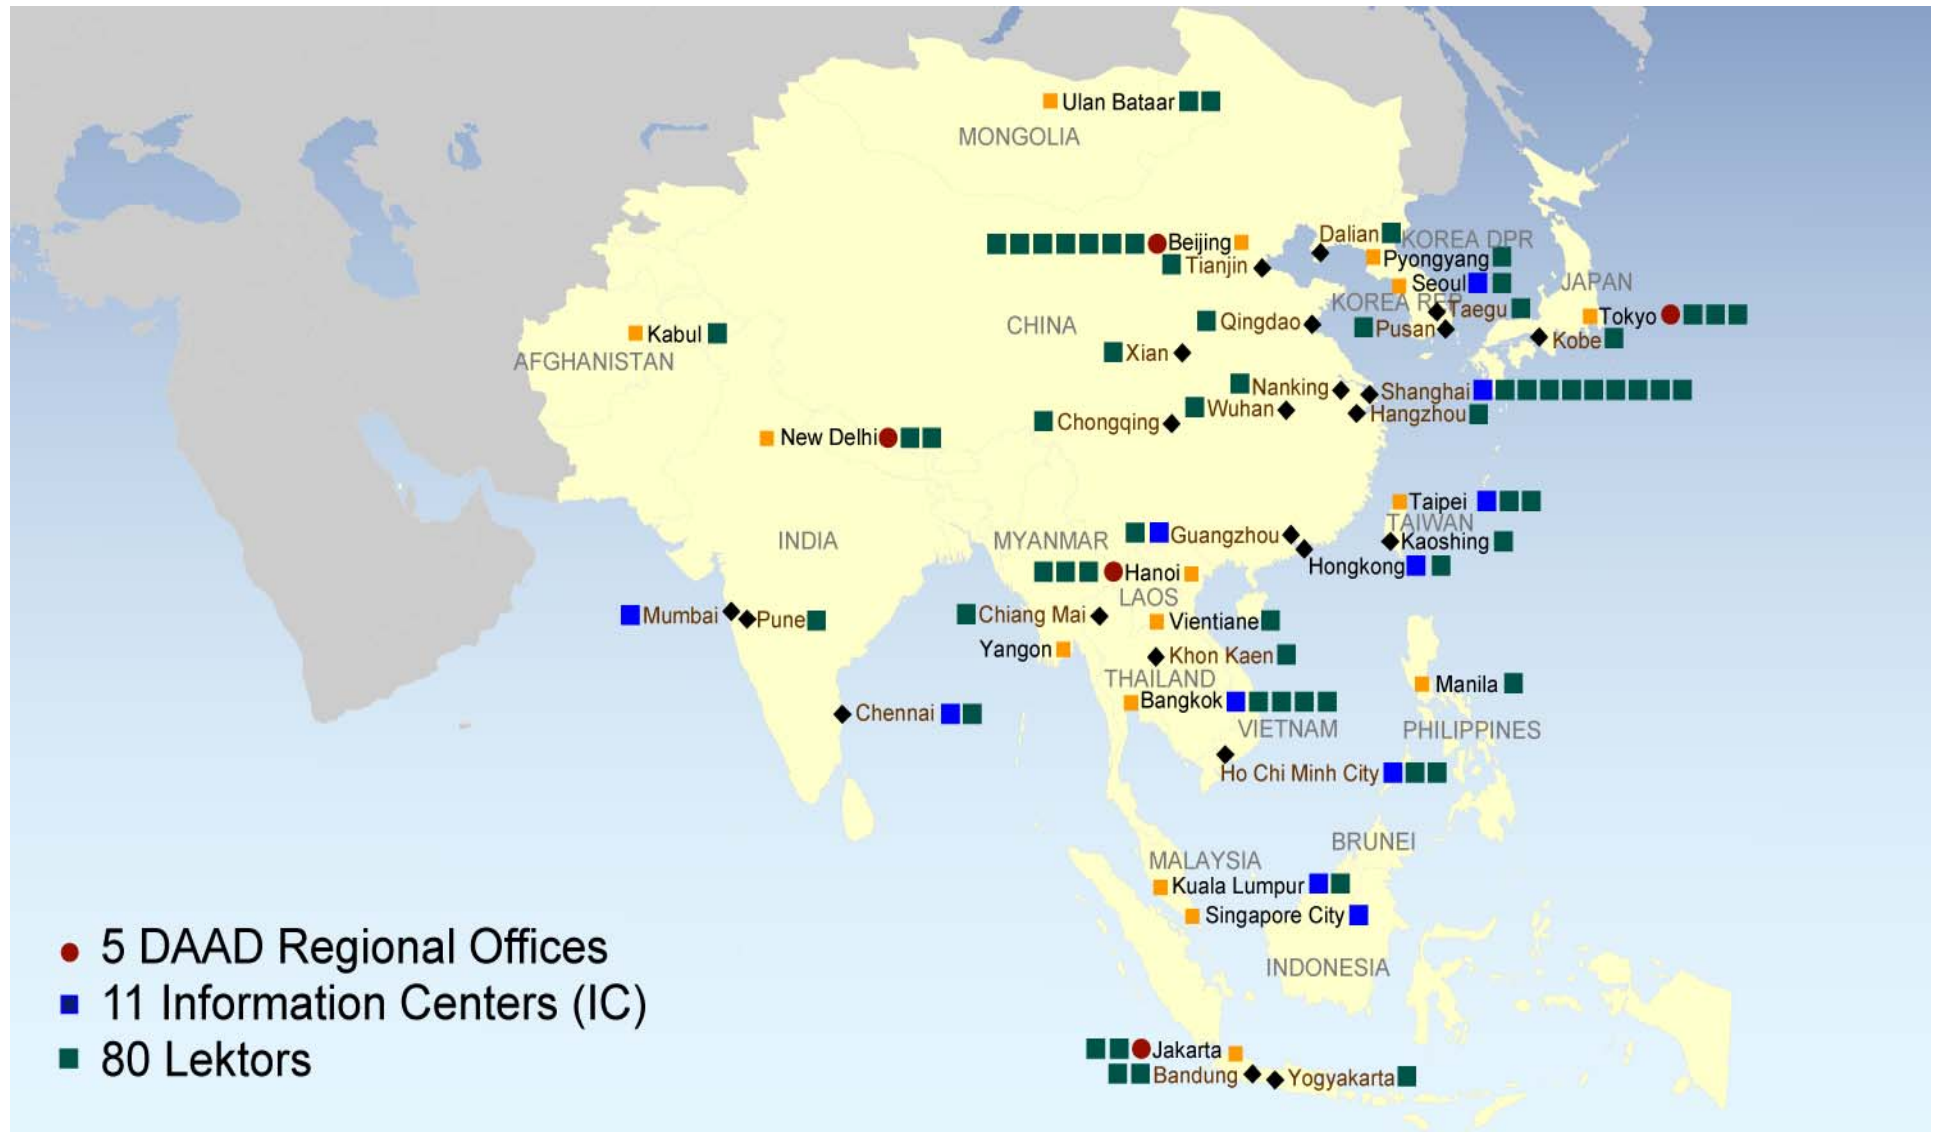 Ulan Bataar
MONGOLIA
Dalian
KOREA DPR
Beijing
Pyongyang
Tianjin
Seoul
JAPAN
KOREA REP
Taegu
Tokyo
CHINA
Qingdao
Pusan
Kobe
Kabul
AFGHANISTAN
Xian
Nanking
Shanghai
Wuhan
Hangzhou
Chongqing
New Delhi
Taipei
TAIWAN
INDIA
MYANMAR
Guangzhou
Kaoshing
Hongkong
Hanoi
LAOS
Mumbai
Pune
Chiang Mai
Vientiane
Yangon
Khon Kaen
THAILAND
Manila
Bangkok
Chennai
VIETNAM
PHILIPPINES
Ho Chi Minh City
BRUNEI
MALAYSIA
Kuala Lumpur
Singapore City
INDONESIA
5 DAAD Regional Offices
11 Information Centers (IC)
80 Lektors
Jakarta
Bandung
Yogyakarta